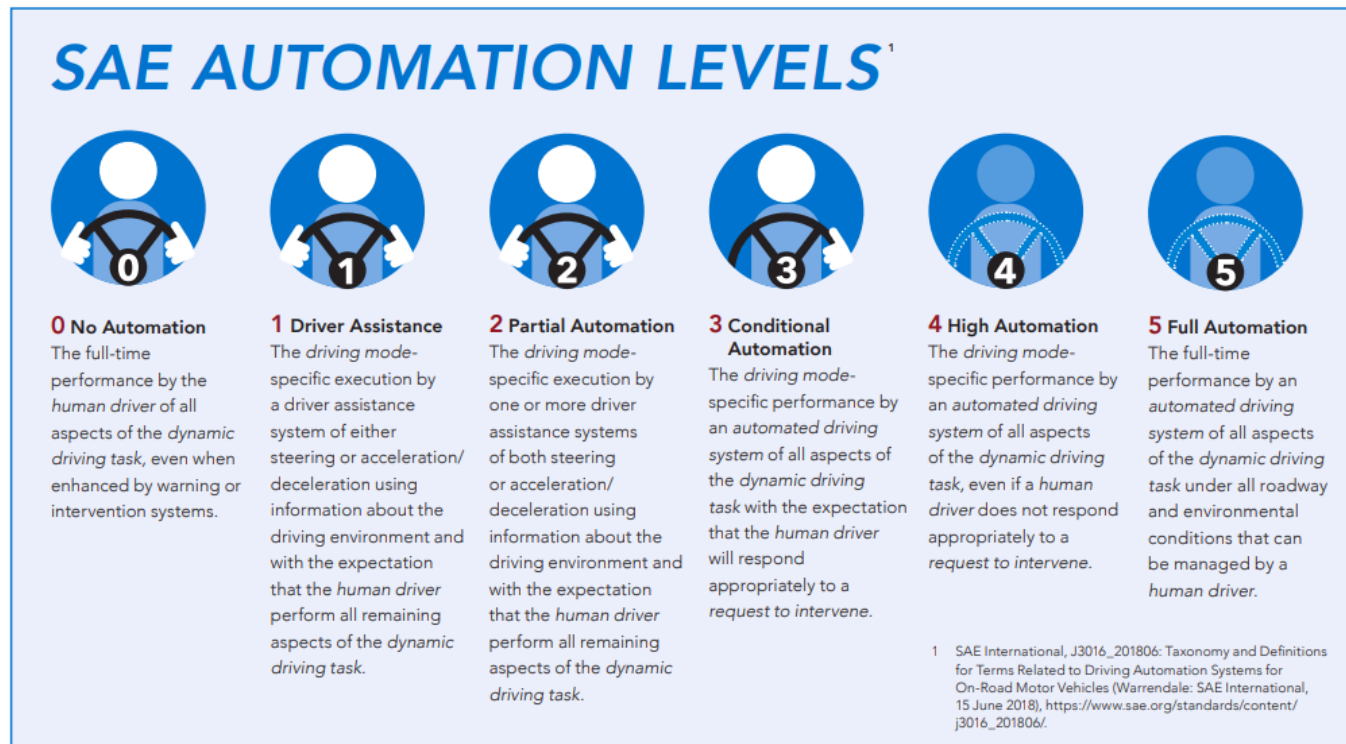 SAE AUTOMATION LEVELS¹
0
1
2
3
4
5
0 No Automation
The full-time
performance by the
human driver of all
aspects of the dynamic
driving task, even when
enhanced by warning or
intervention systems.
1 Driver Assistance
The driving mode-
specific execution by
a driver assistance
system of either
steering or acceleration/
deceleration using
information about the
driving environment and
with the expectation
that the human driver
perform all remaining
aspects of the dynamic
driving task.
2 Partial Automation
The driving mode-
specific execution by
one or more driver
assistance systems
of both steering
or acceleration/
deceleration using
information about the
driving environment and
with the expectation
that the human driver
perform all remaining
aspects of the dynamic
driving task.
3 Conditional
Automation
The driving mode-
specific performance by
an automated driving
system of all aspects of
the dynamic driving
task with the expectation
that the human driver
will respond
appropriately to a
request to intervene.
4 High Automation
The driving mode-
specific performance by
an automated driving
system of all aspects
of the dynamic driving
task, even if a human
driver does not respond
appropriately to a
request to intervene.
5 Full Automation
The full-time
performance by an
automated driving
system of all aspects
of the dynamic driving
task under all roadway
and environmental
conditions that can
be managed by a
human driver.
1 SAE International, J3016_201806: Taxonomy and Definitions
for Terms Related to Driving Automation Systems for
On-Road Motor Vehicles (Warrendale: SAE International,
15 June 2018), https://www.sae.org/standards/content/
j3016_201806/.